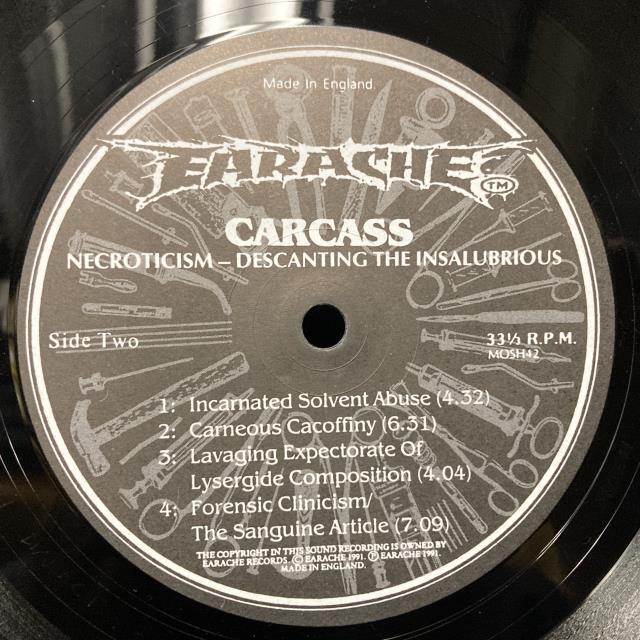 Made In England.
EARACHE TM
CARCASS
NECROTICISM – DESCANTING THE INSALUBRIOUS
Side Two
33⅓ R.P.M.
MOSH42
1: Incarnated Solvent Abuse (4.32)
2: Carneous Cacoffiny (6.31)
3: Lavaging Expectorate Of
Lysergide Composition (4.04)
4: Forensic Clinicism/
The Sanguine Article (7.09)
THE COPYRIGHT IN THIS SOUND RECORDING IS OWNED BY
EARACHE RECORDS. © EARACHE 1991. ℗ EARACHE 1991.
MADE IN ENGLAND.